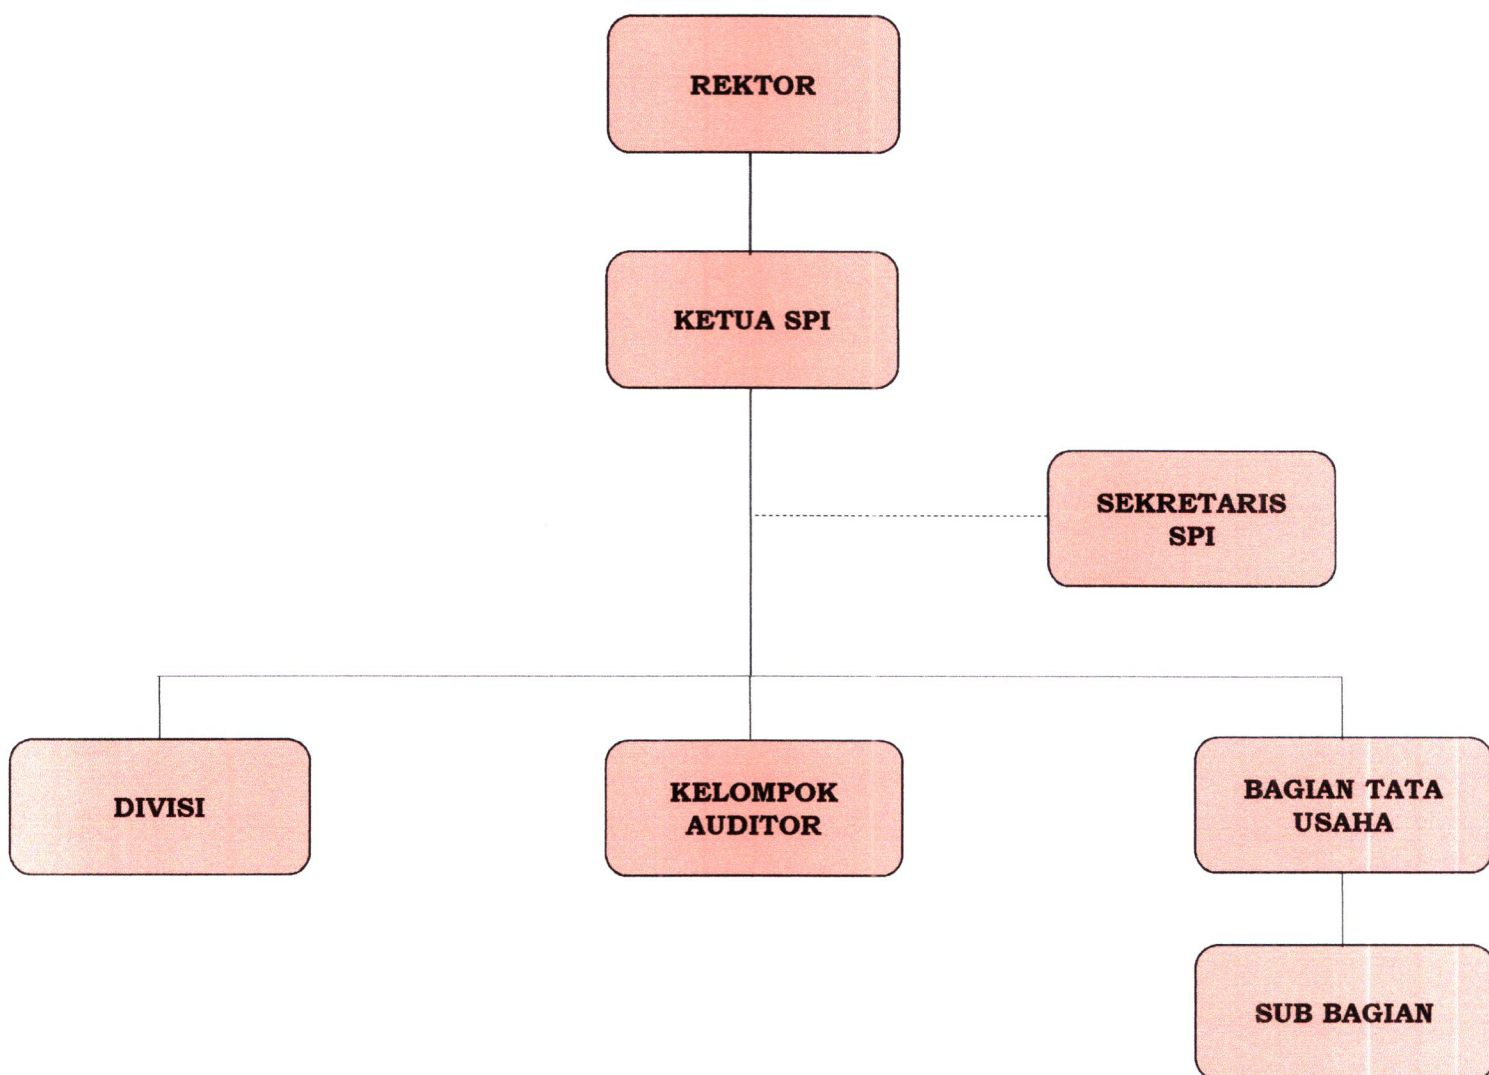 REKTOR
KETUA SPI
SEKRETARIS
SPI
DIVISI
KELOMPOK
AUDITOR
BAGIAN TATA
USAHA
SUB BAGIAN